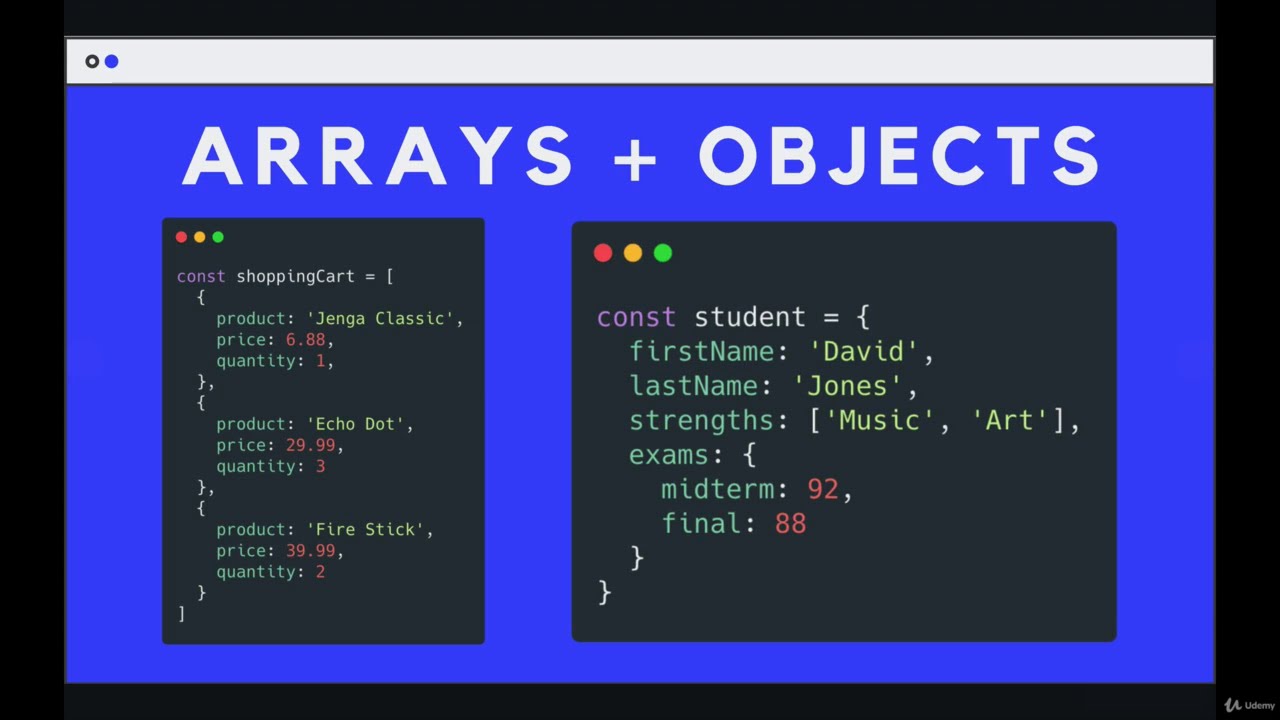 ARRAYS + OBJECTS
const shoppingCart = [
  {
    product: 'Jenga Classic',
    price: 6.88,
    quantity: 1,
  },
  {
    product: 'Echo Dot',
    price: 29.99,
    quantity: 3
  },
  {
    product: 'Fire Stick',
    price: 39.99,
    quantity: 2
  }
]
const student = {
  firstName: 'David',
  lastName: 'Jones',
  strengths: ['Music', 'Art'],
  exams: {
    midterm: 92,
    final: 88
  }
}
Udemy